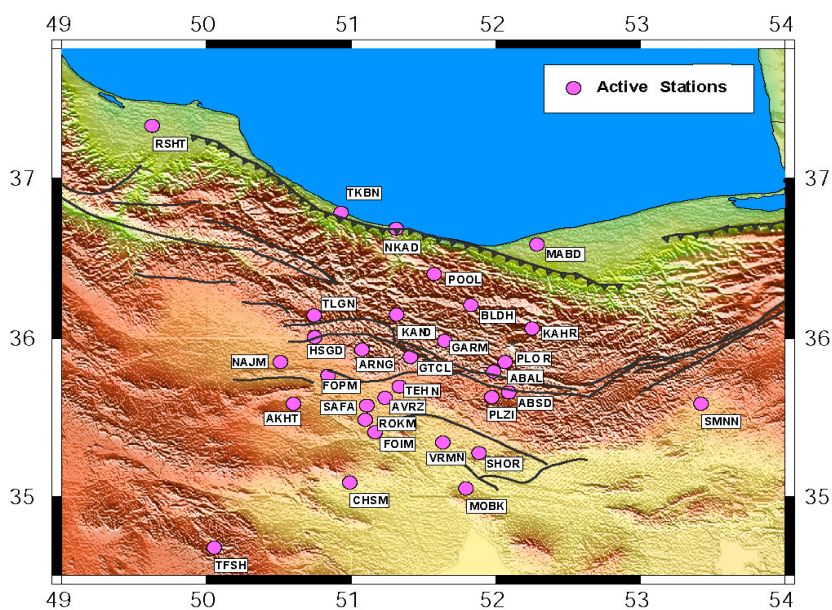 49 50 51 52 53 54
Active Stations
RSHT
37 37
TKBN
NKAD
MABD
POOL
TLGN
BLDH
36 36
KAND
KAHR
HSGD
GARM
NAJM
ARNG
GTCL
PLOR
FOPM
ABAL
TEHN
AKHT
SAFA
AVRZ
ABSD
PLZI
SMNN
ROKM
FOIM
VRMN
SHOR
35 35
CHSM
MOBK
TFSH
49 50 51 52 53 54